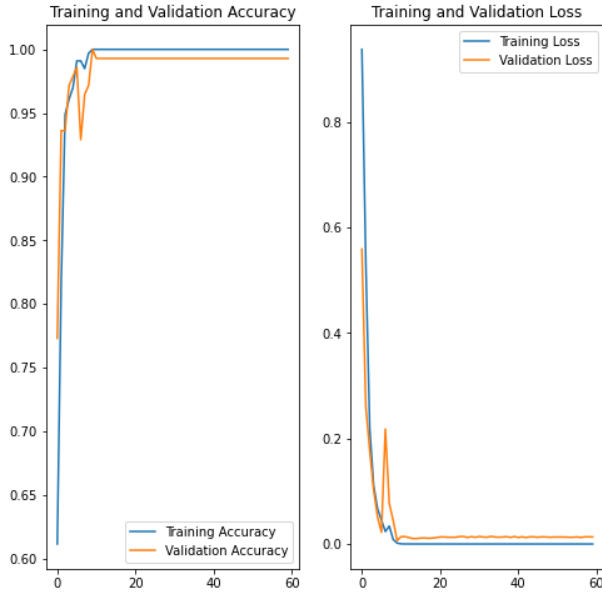 Training and Validation Accuracy
1.00
0.95
0.90
0.85
0.80
0.75
0.70
0.65
0.60
Training Accuracy
Validation Accuracy
0 20 40 60
Training and Validation Loss
Training Loss
Validation Loss
0.8
0.6
0.4
0.2
0.0
0 20 40 60